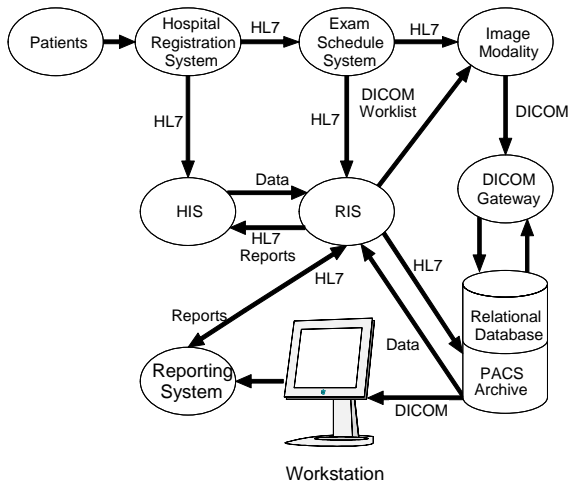 Patients
Hospital
Registration
System
HL7
Exam
Schedule
System
HL7
Image
Modality
HL7
HL7
DICOM
Worklist
DICOM
HIS
Data
RIS
HL7
Reports
DICOM
Gateway
HL7
HL7
Reports
Data
Relational
Database
PACS
Archive
Reporting
System
DICOM
Workstation